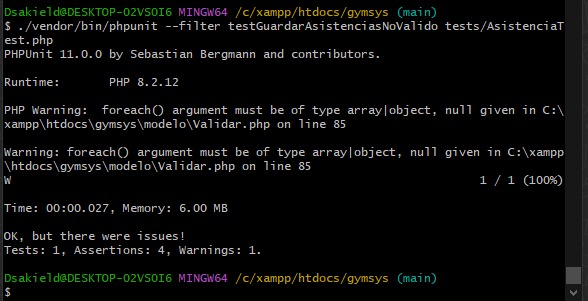 Dsakield@DESKTOP-O2VSOI6 MINGW64 /c/xampp/htdocs/gymsys (main)
$ ./vendor/bin/phpunit --filter testGuardarAsistenciasNoValido tests/AsistenciaT
est.php
PHPUnit 11.0.0 by Sebastian Bergmann and contributors.
Runtime:       PHP 8.2.12
PHP Warning:  foreach() argument must be of type array|object, null given in C:\
xampp\htdocs\gymsys\modelo\Validar.php on line 85
Warning: foreach() argument must be of type array|object, null given in C:\xampp
\htdocs\gymsys\modelo\Validar.php on line 85
W                                                                   1 / 1 (100%)
Time: 00:00.027, Memory: 6.00 MB
OK, but there were issues!
Tests: 1, Assertions: 4, Warnings: 1.
Dsakield@DESKTOP-O2VSOI6 MINGW64 /c/xampp/htdocs/gymsys (main)
$